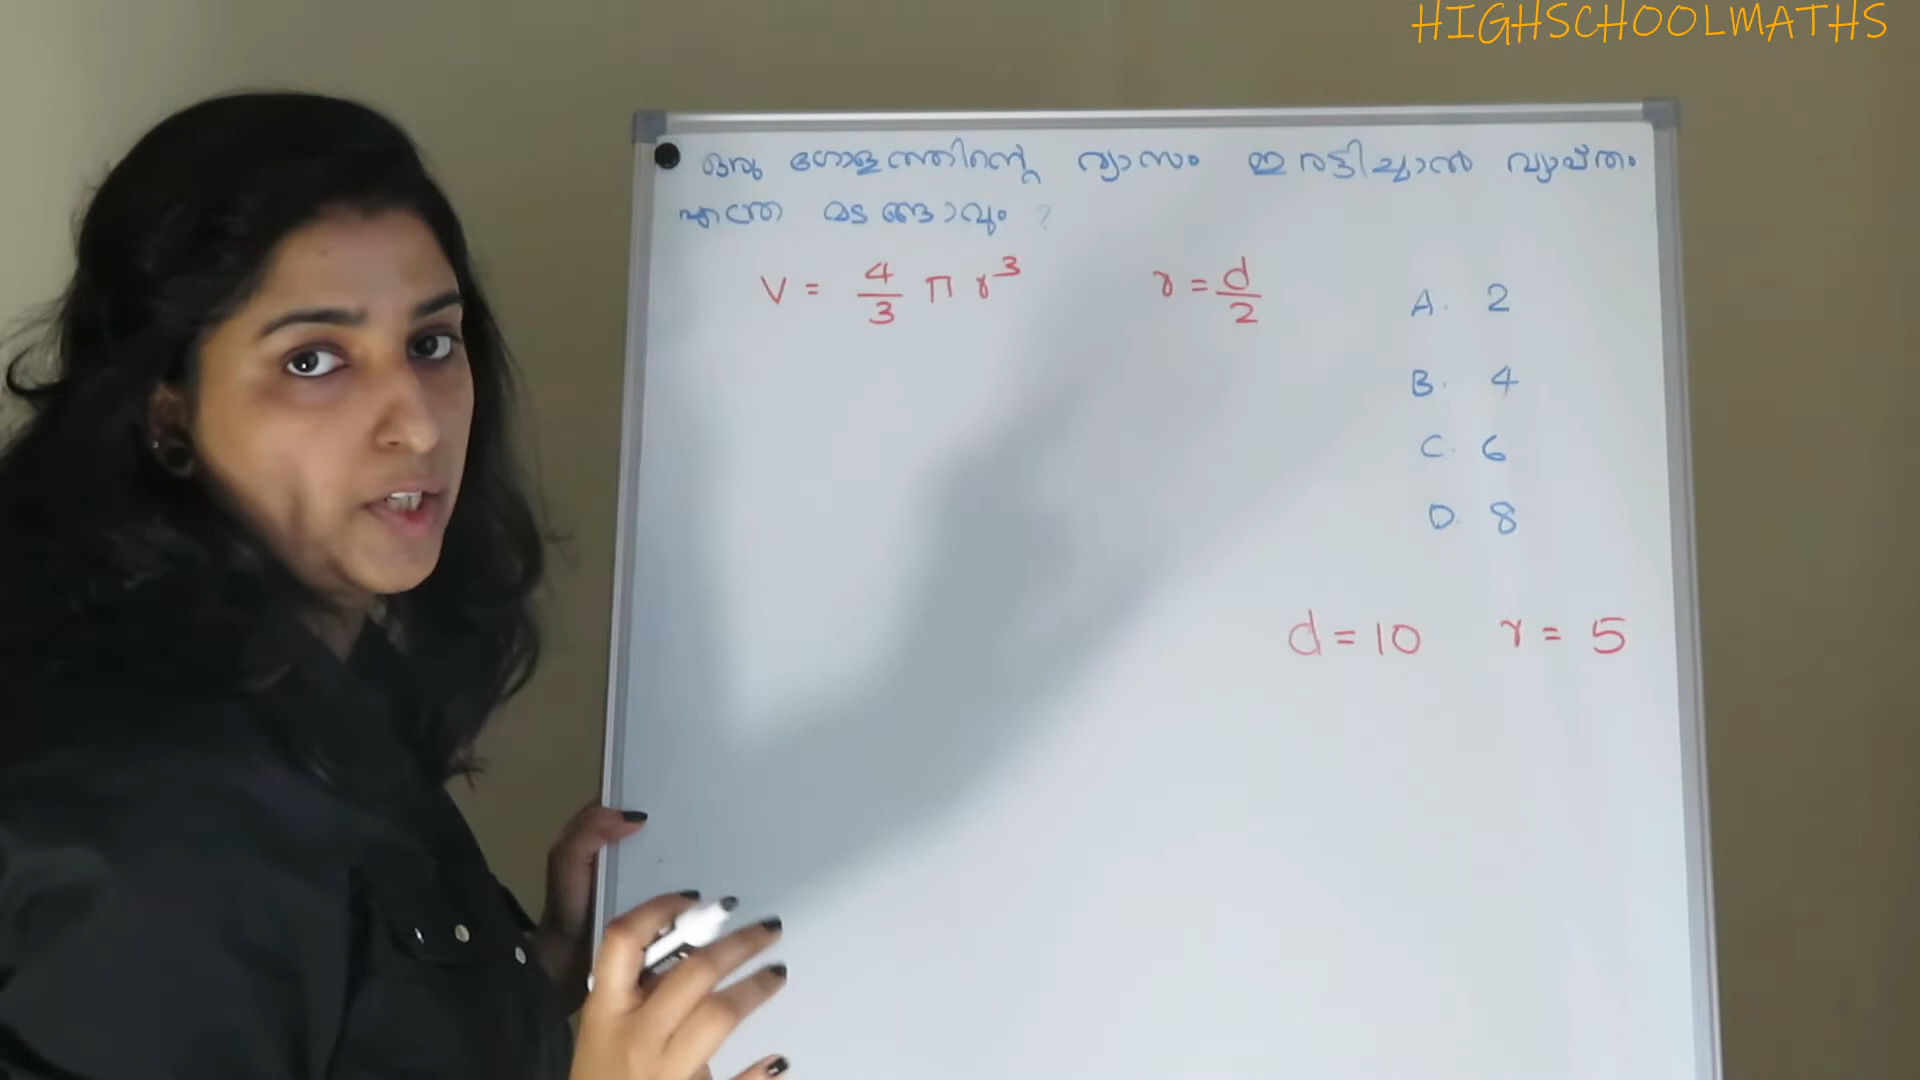 HIGHSCHOOLMATHS
ഒരു ഗോളത്തിന്റെ വ്യാസം ഇരട്ടിച്ചാൽ വ്യാപ്തം
എത്ര മടങ്ങാവും ?
V = 4/3 π r³
r = d/2
A. 2
B. 4
C. 6
D. 8
d = 10 r = 5